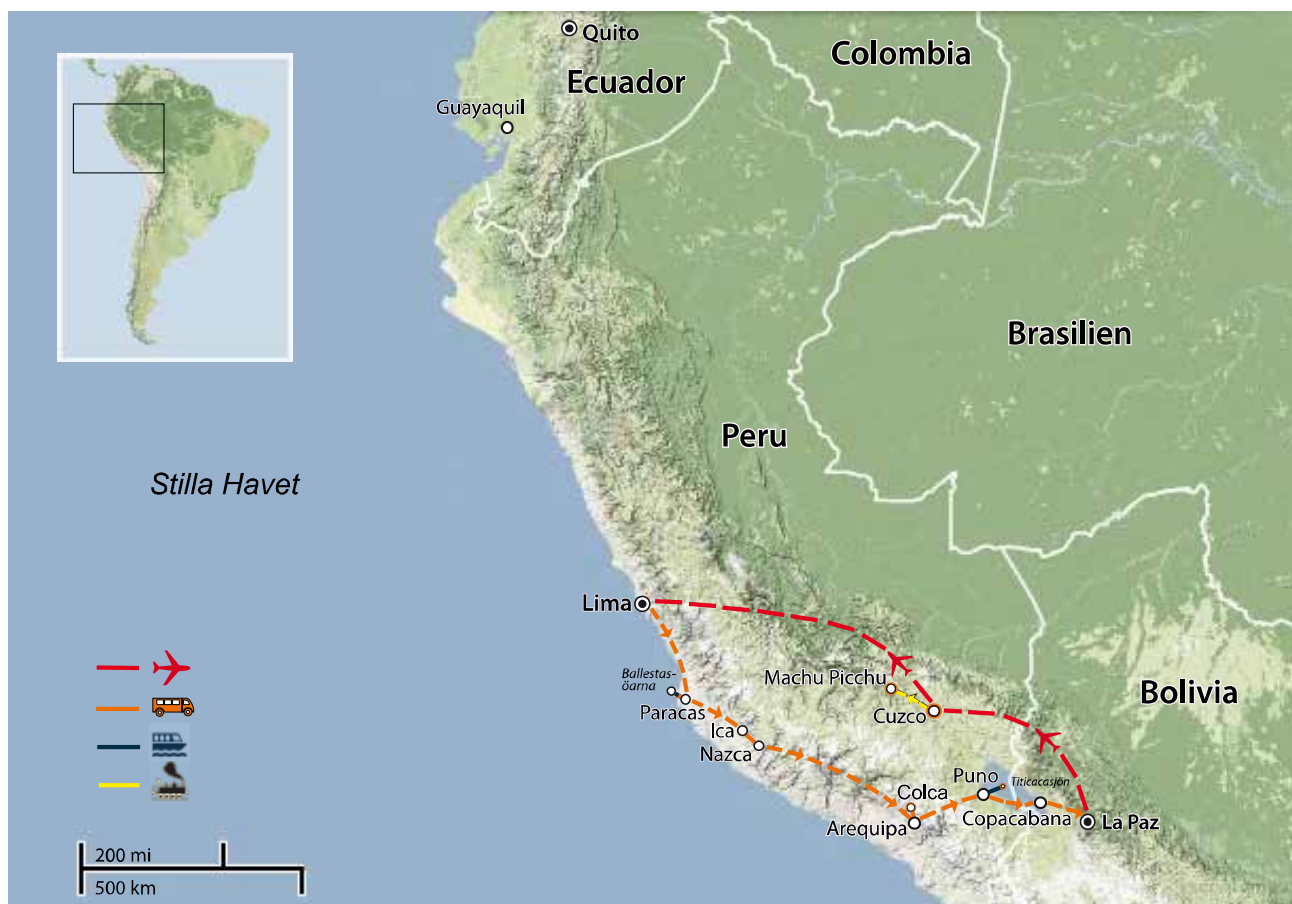 Quito
Colombia
Ecuador
Guayaquil
Brasilien
Peru
Stilla Havet
Lima
Machu Picchu
Ballestas-
öarna
Bolivia
Paracas
Cuzco
Ica
Nazca
Puno
Titicacasjön
Colca
Copacabana
Arequipa
La Paz
200 mi
500 km